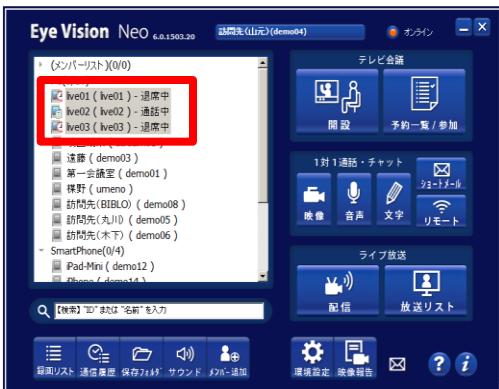 Eye Vision Neo 6.0.1503.20
訪問先(山元)(demo04)
オンライン
(メンバーリスト)(0/0)
live01 ( live01 ) - 退席中
live02 ( live02 ) - 通話中
live03 ( live03 ) - 退席中
遠藤 ( demo03 )
第一会議室 ( demo01 )
楳野 ( umeno )
訪問先(BIBLO) ( demo08 )
訪問先(丸川) ( demo05 )
訪問先(木下) ( demo06 )
SmartPhone(0/4)
iPad-Mini ( demo12 )
iPhone ( demo14 )
【検索】"ID" または "名前" を入力
録画リスト
通信履歴
保存フォルダ
サウンド
メンバー追加
テレビ会議
開設
予約一覧 / 参加
1対1通話・チャット
映像
音声
文字
ショートメール
リモート
ライブ放送
配信
放送リスト
環境設定
映像報告